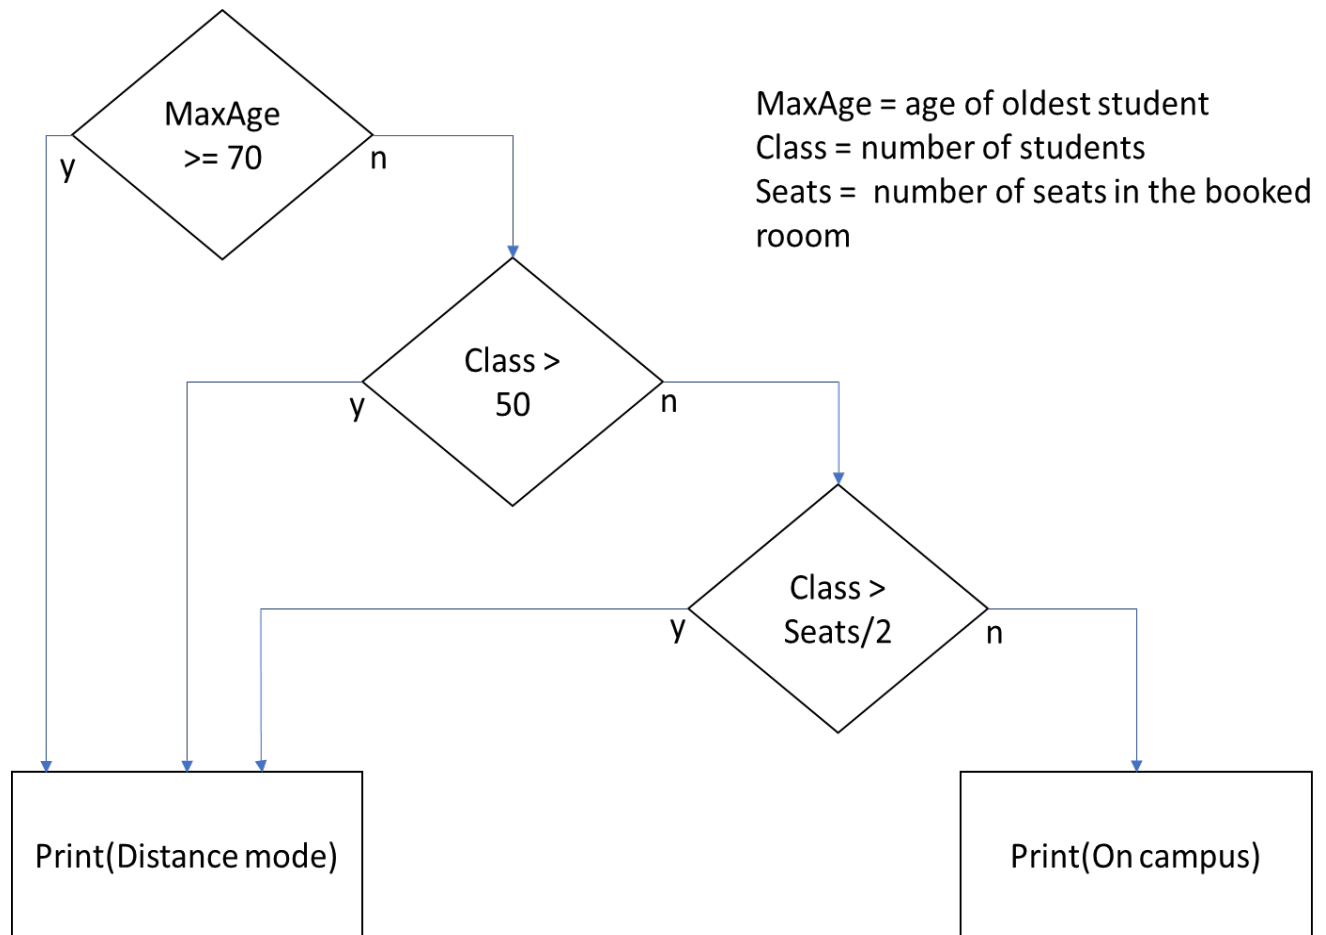 MaxAge
>= 70
y
n
MaxAge = age of oldest student
Class = number of students
Seats =  number of seats in the booked
rooom
Class >
50
y
n
Class >
Seats/2
y
n
Print(Distance mode)
Print(On campus)